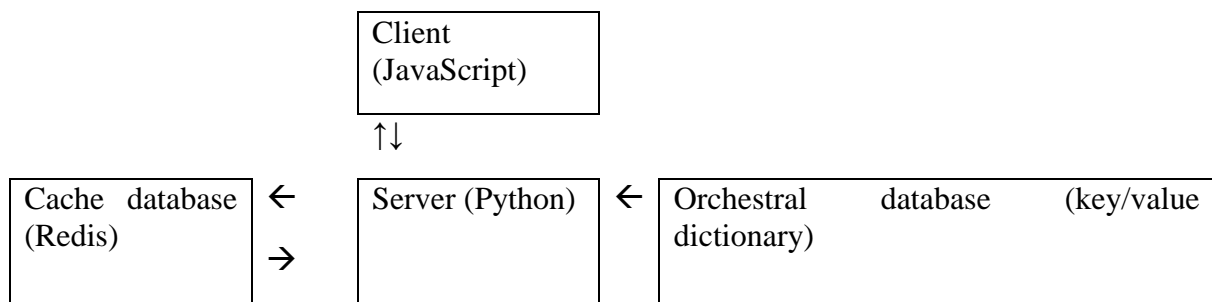 Client
(JavaScript)
↑↓
Cache database ← Server (Python) ← Orchestral database (key/value
(Redis) dictionary)
→